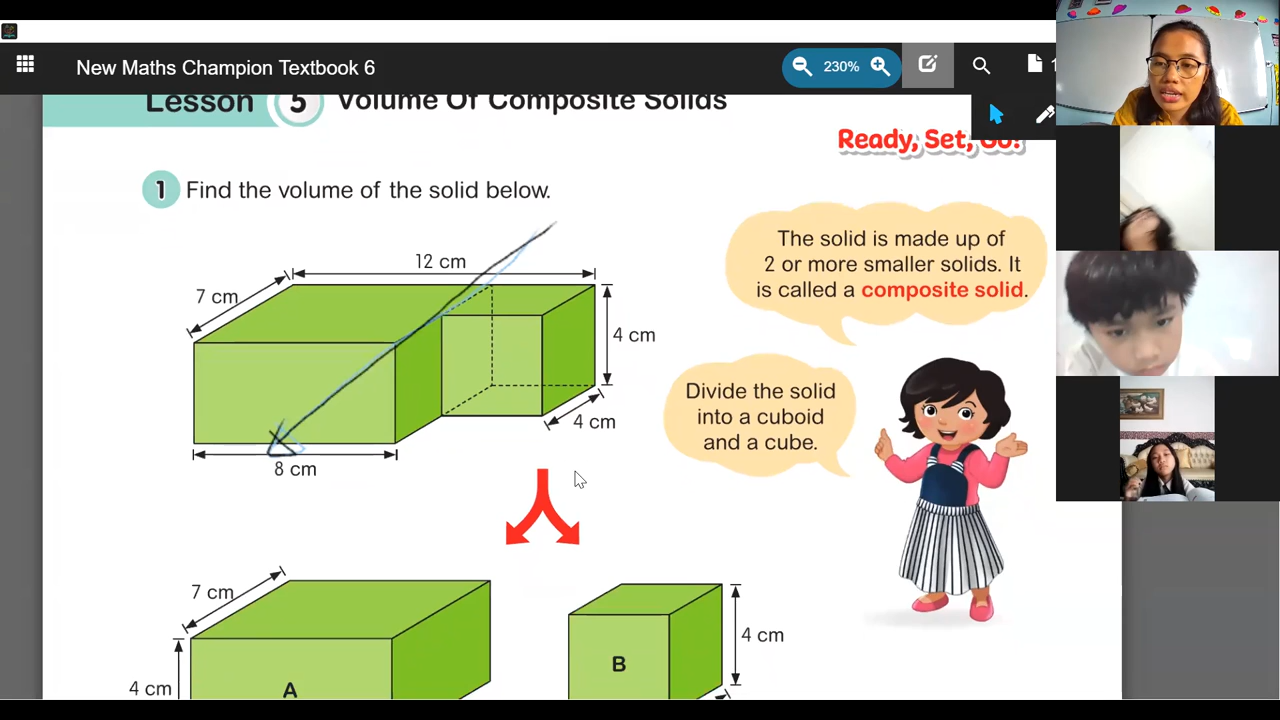 New Maths Champion Textbook 6
230%
Lesson 5 Volume Of Composite Solids
Ready, Set, Go!
1 Find the volume of the solid below.
12 cm
7 cm
4 cm
4 cm
8 cm
The solid is made up of
2 or more smaller solids. It
is called a composite solid.
Divide the solid
into a cuboid
and a cube.
7 cm
4 cm
A
B
4 cm